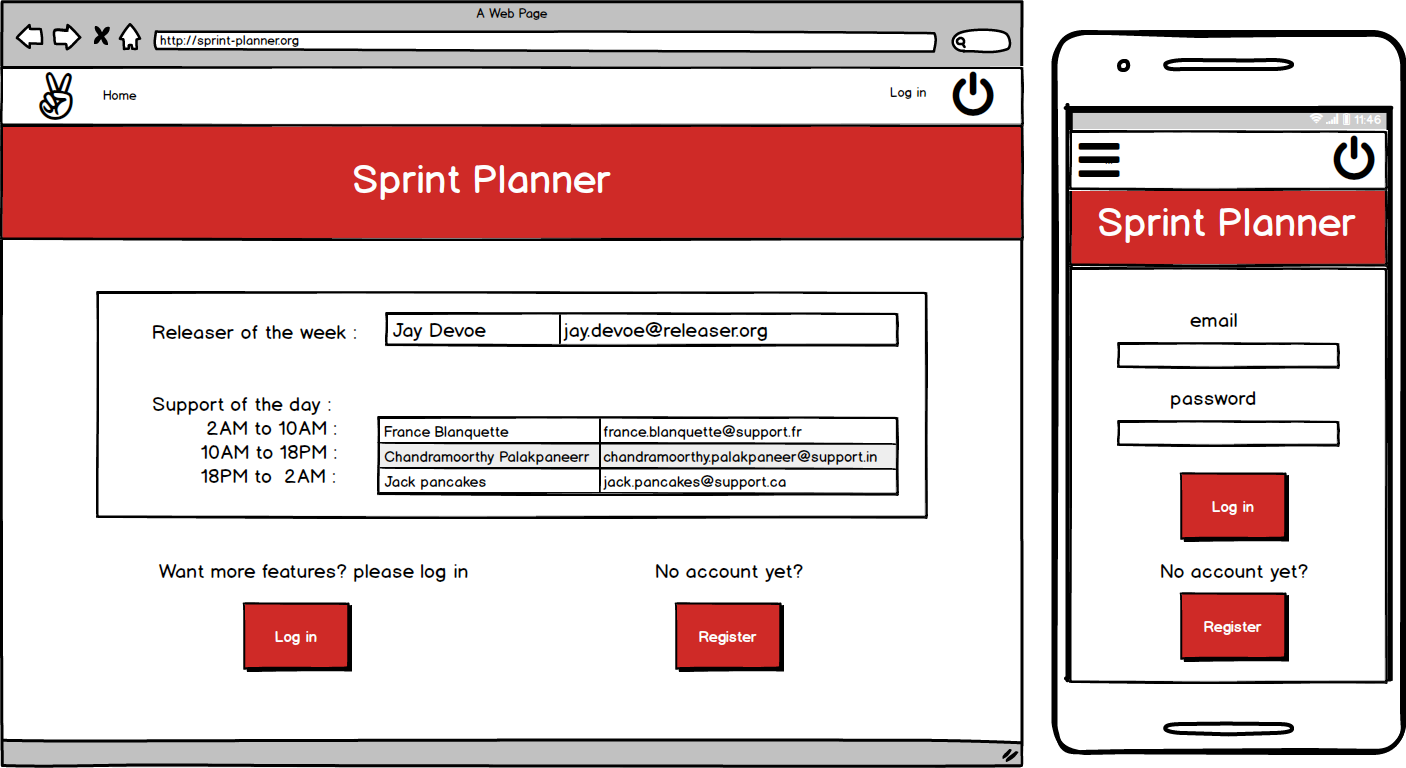 A Web Page
http://sprint-planner.org
Home
Log in
Sprint Planner
Releaser of the week :
Jay Devoe
jay.devoe@releaser.org
Support of the day :
2AM to 10AM :
France Blanquette
france.blanquette@support.fr
10AM to 18PM :
Chandramoorthy Palakpaneerr
chandramoorthy.palakpaneer@support.in
18PM to 2AM :
Jack pancakes
jack.pancakes@support.ca
Want more features? please log in
No account yet?
Log in
Register
11:46
Sprint Planner
email
password
Log in
No account yet?
Register